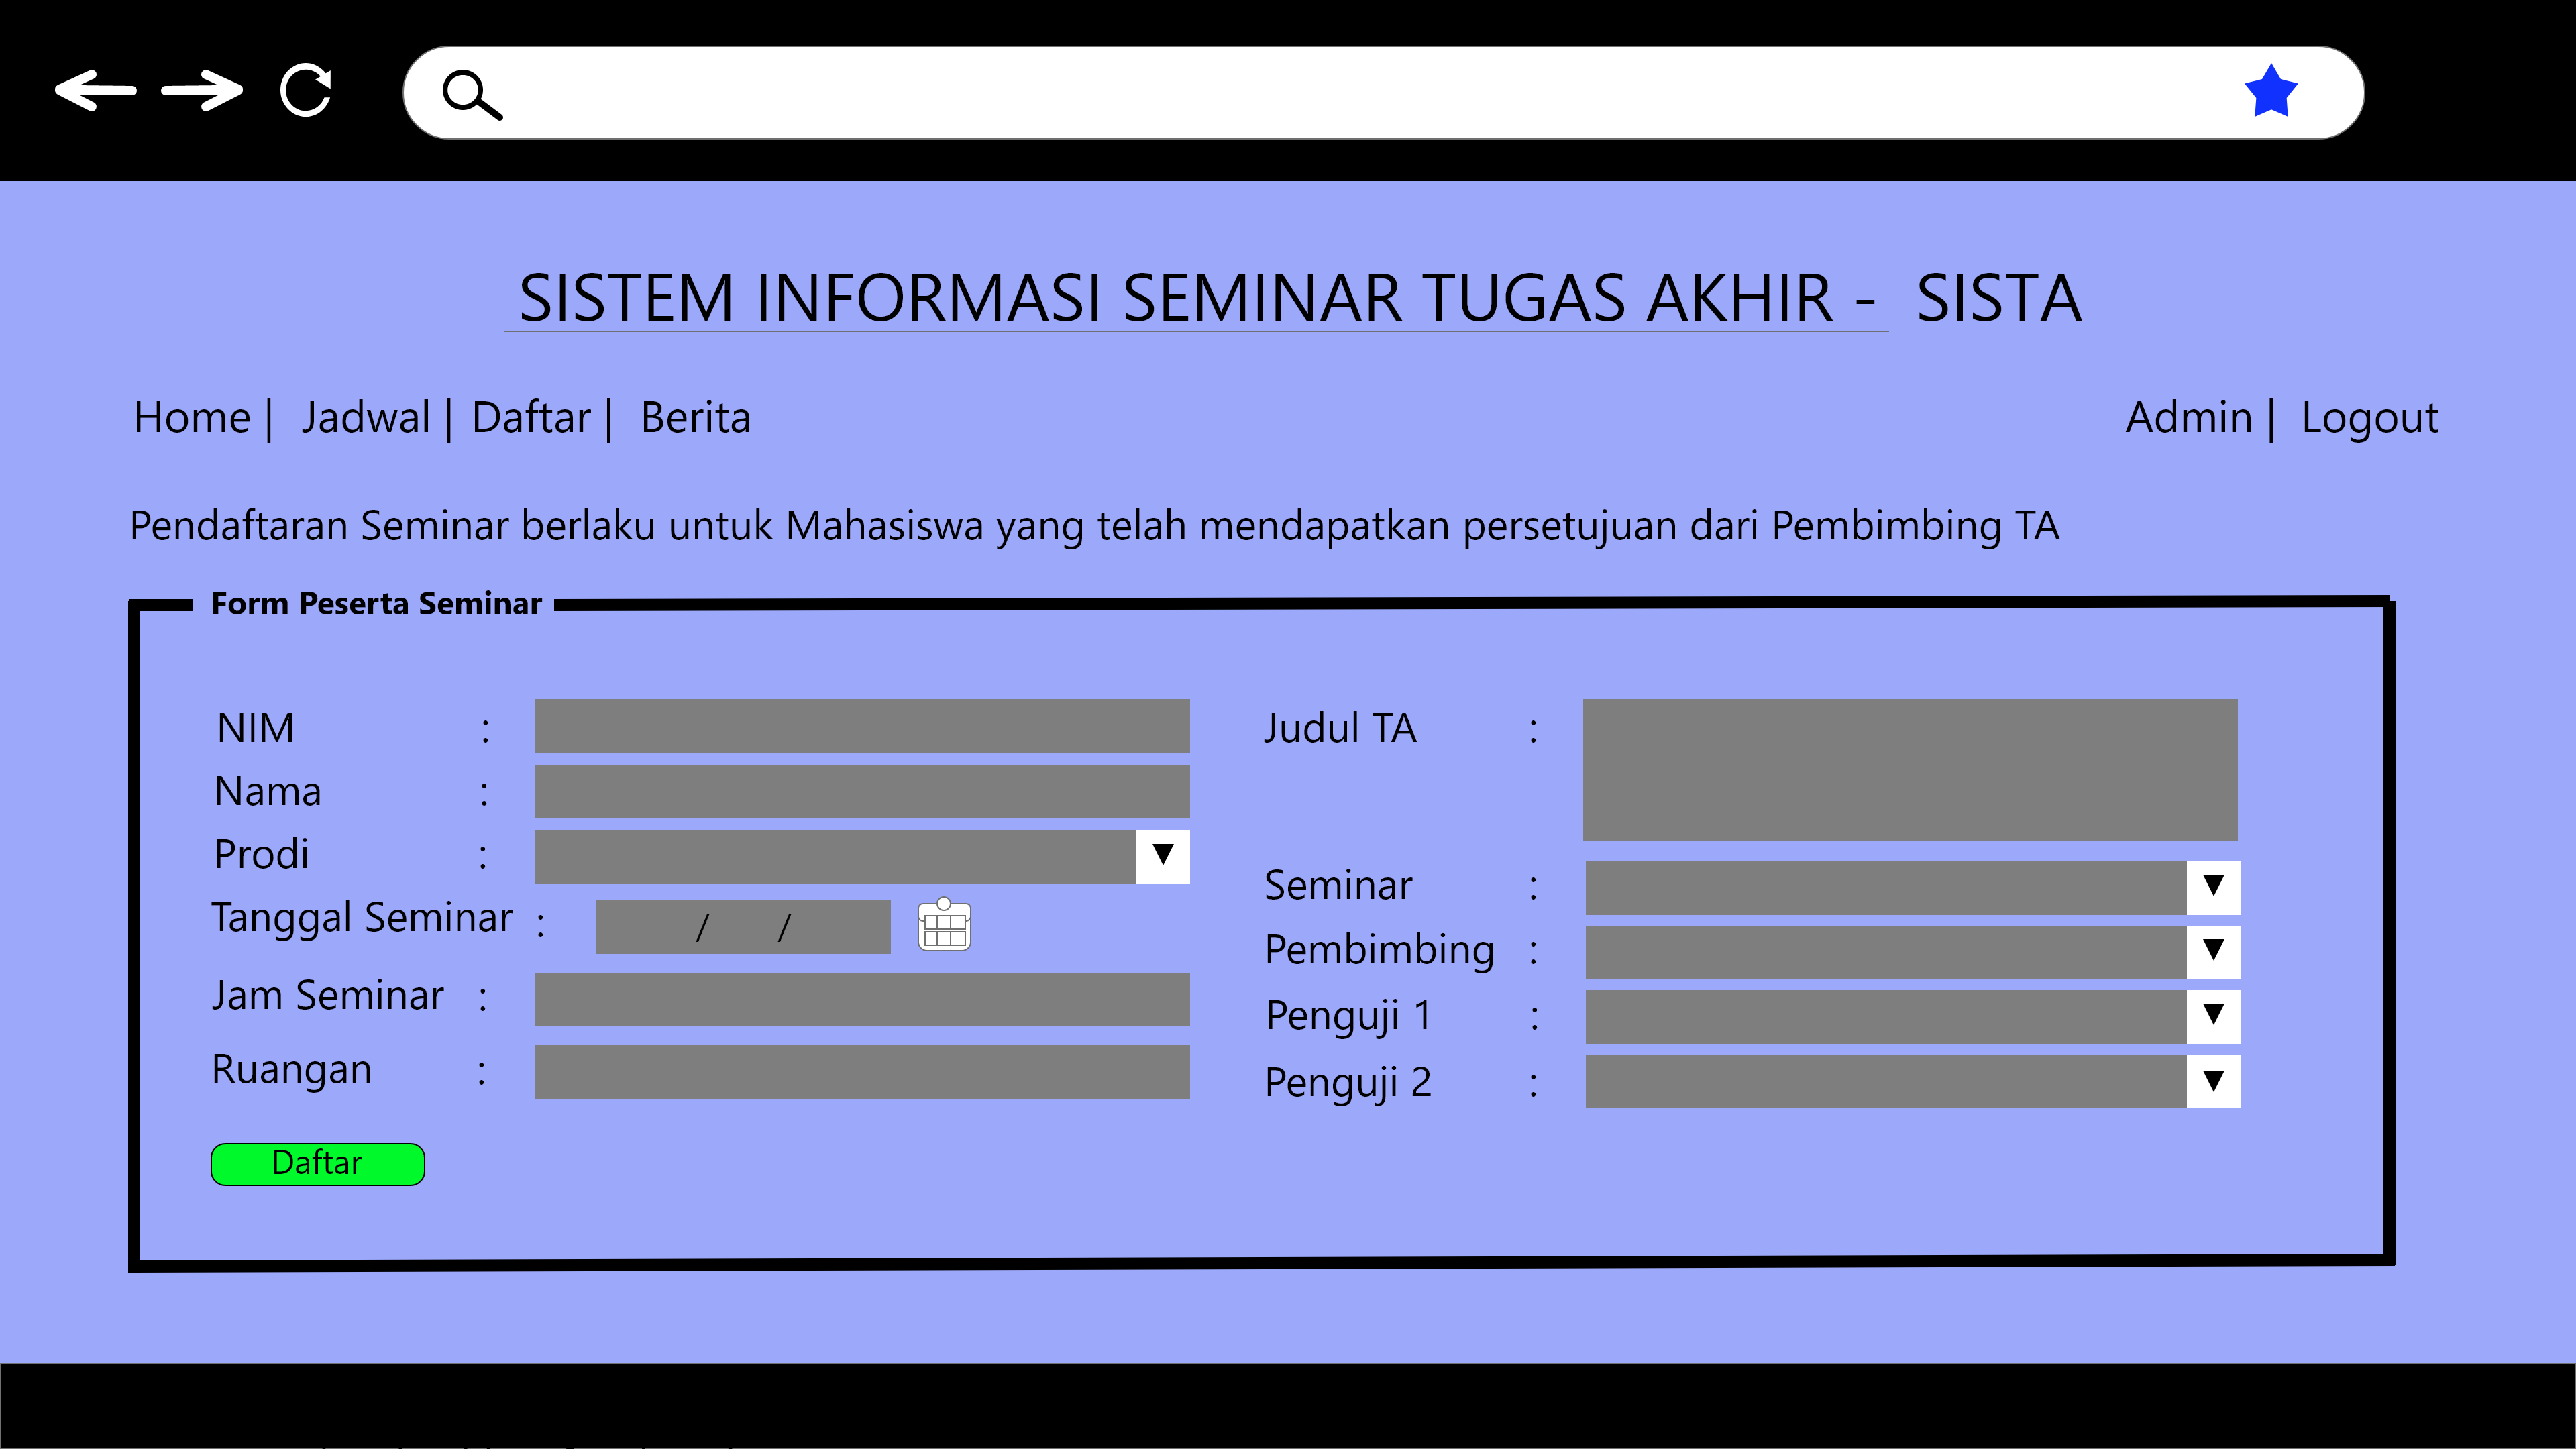 SISTEM INFORMASI SEMINAR TUGAS AKHIR - SISTA
Home | Jadwal | Daftar | Berita
Admin | Logout
Pendaftaran Seminar berlaku untuk Mahasiswa yang telah mendapatkan persetujuan dari Pembimbing TA
Form Peserta Seminar
NIM :
Nama :
Prodi :
Tanggal Seminar : / /
Jam Seminar :
Ruangan :
Judul TA :
Seminar :
Pembimbing :
Penguji 1 :
Penguji 2 :
Daftar